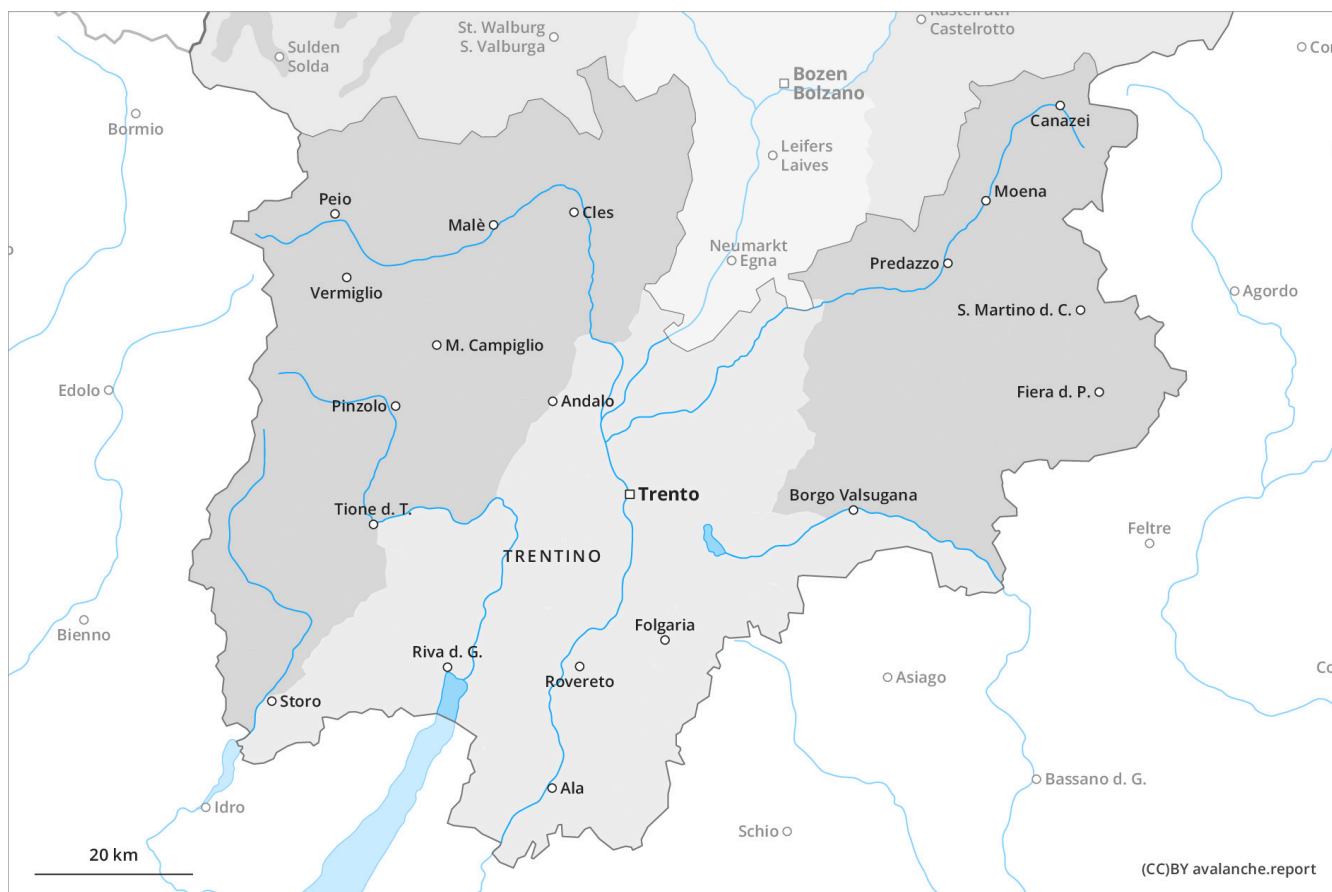 St. Walburg
S. Valburga
Kastelruth
Castelrotto
Sulden
Solda
Bozen
Bolzano
Cor
Bormio
Canazei
Leifers
Laives
Peio
Malè
Cles
Moena
Neumarkt
Egna
Predazzo
Vermiglio
Agordo
S. Martino d. C.
M. Campiglio
Edolo
Pinzolo
Andalo
Fiera d. P.
Trento
Borgo Valsugana
Tione d. T.
Feltre
TRENTINO
Bienno
Folgaria
Riva d. G.
Rovereto
Asiago
Co
Storo
Idro
Ala
Bassano d. G.
Schio
20 km
(CC)BY avalanche.report